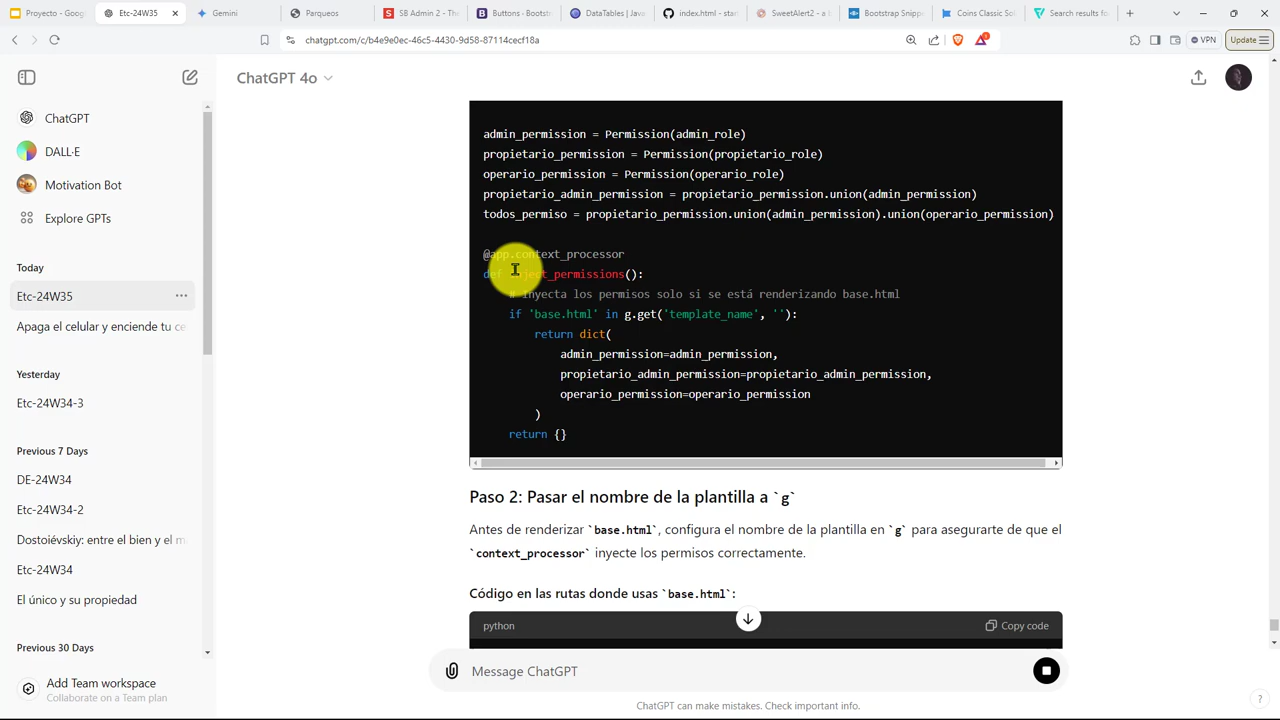 Proyecto - Goog
Etc-24W35
Gemini
Parqueos
SB Admin 2 - Th
Buttons - Bootstr
DataTables | Java
index.html - start
SweetAlert2 - a b
Bootstrap Snippe
Coins Classic Sol
Search results fo
chatgpt.com/c/b4e9e0ec-46c5-4430-9d58-87114cecf18a
VPN
Update
ChatGPT 4o
ChatGPT
DALL·E
Motivation Bot
Explore GPTs
Today
Etc-24W35
Apaga el celular y enciende tu ce
Yesterday
Etc-24W34-3
Previous 7 Days
DE-24W34
Etc-24W34-2
Dostoiévskiy: entre el bien y el m
Etc-24W34
El único y su propiedad
Previous 30 Days
Add Team workspace
Collaborate on a Team plan
admin_permission = Permission(admin_role)
propietario_permission = Permission(propietario_role)
operario_permission = Permission(operario_role)
propietario_admin_permission = propietario_permission.union(admin_permission)
todos_permiso = propietario_permission.union(admin_permission).union(operario_permission)
@app.context_processor
def inject_permissions():
# Inyecta los permisos solo si se está renderizando base.html
if 'base.html' in g.get('template_name', ''):
return dict(
admin_permission=admin_permission,
propietario_admin_permission=propietario_admin_permission,
operario_permission=operario_permission
)
return {}
Paso 2: Pasar el nombre de la plantilla a `g`
Antes de renderizar `base.html`, configura el nombre de la plantilla en `g` para asegurarte de que el
`context_processor` inyecte los permisos correctamente.
Código en las rutas donde usas `base.html`:
python
Copy code
Message ChatGPT
ChatGPT can make mistakes. Check important info.
?